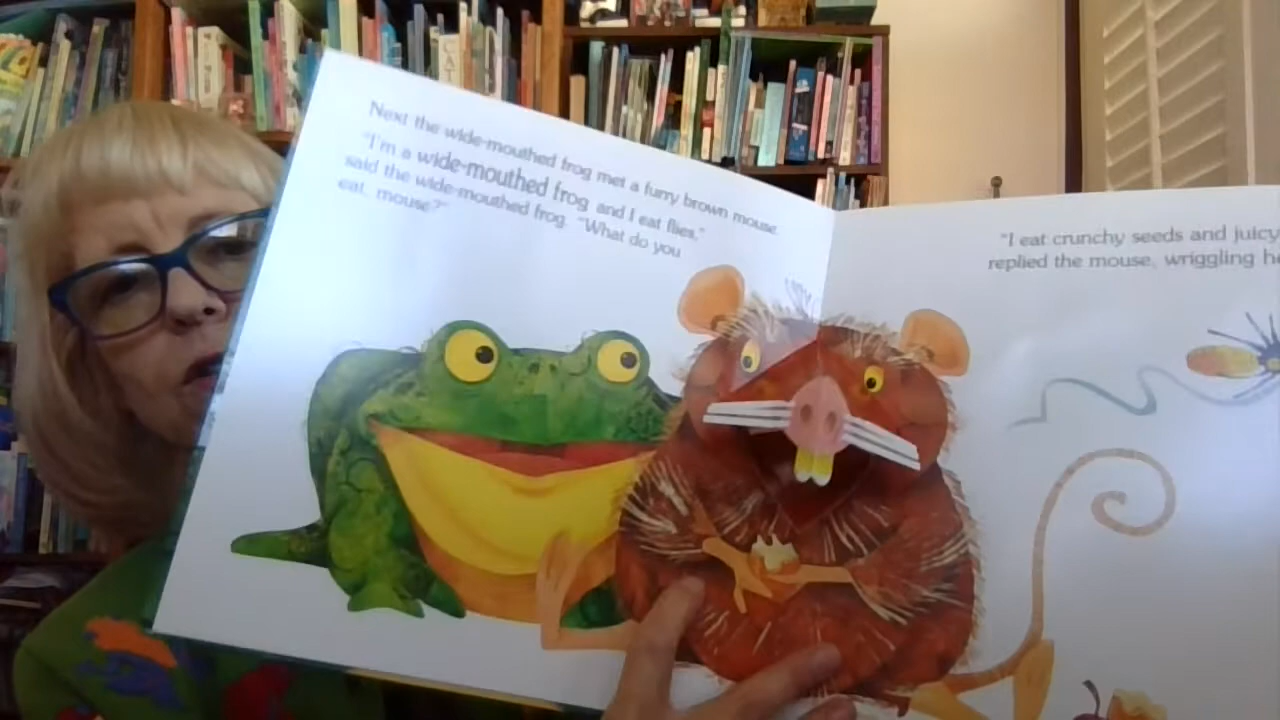 Next the wide-mouthed frog met a furry brown mouse.
"I'm a wide-mouthed frog and I eat flies,"
said the wide-mouthed frog. "What do you
eat, mouse?"
"I eat crunchy seeds and juicy
replied the mouse, wriggling